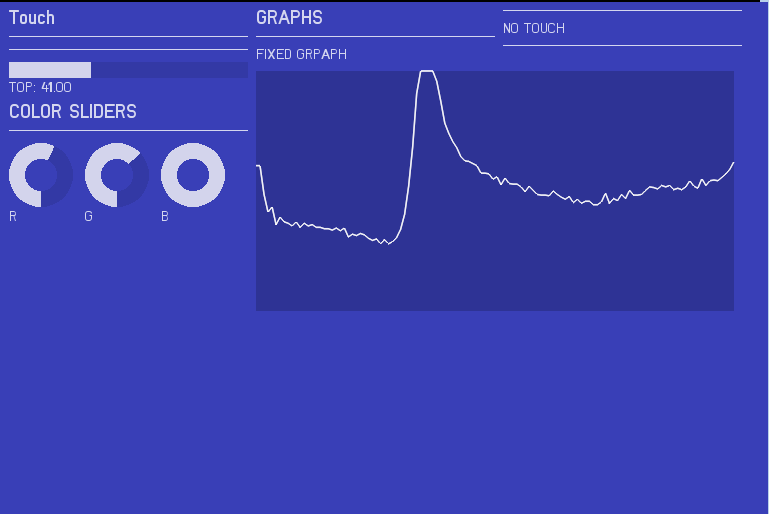 Touch
TOP: 41.00
COLOR SLIDERS
R
G
B
GRAPHS
FIXED GRPAPH
NO TOUCH